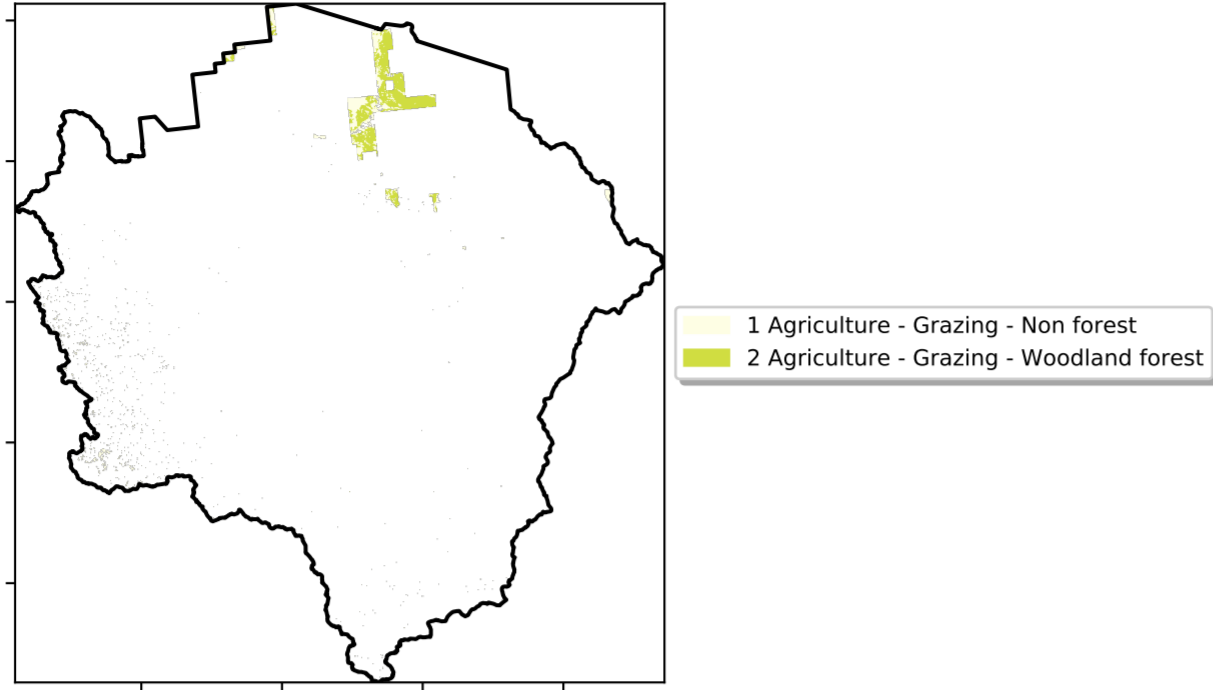 1 Agriculture - Grazing - Non forest
2 Agriculture - Grazing - Woodland forest